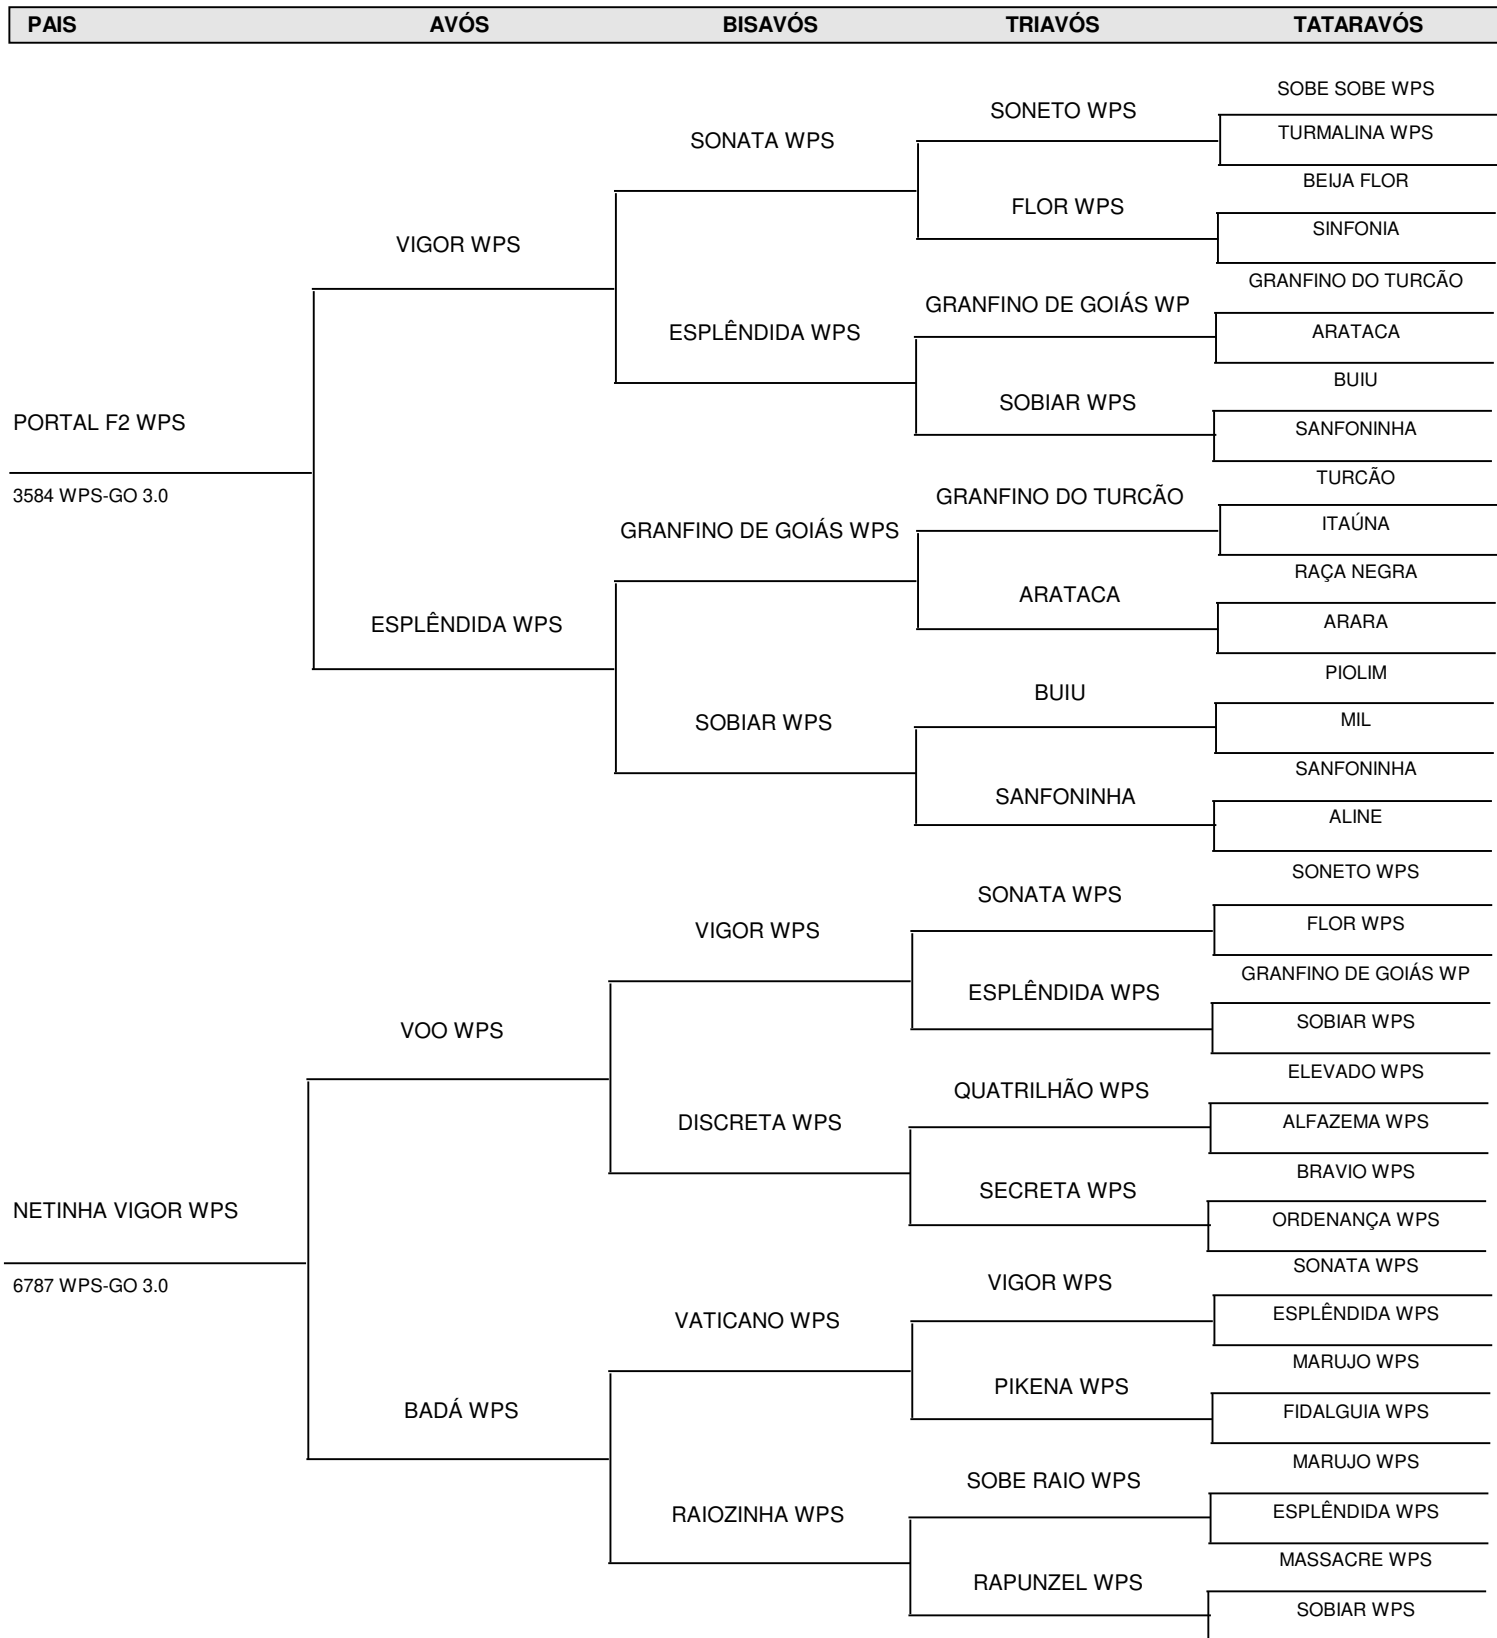 PAIS AVÓS BISAVÓS TRIAVÓS TATARAVÓS
SOBE SOBE WPS
SONETO WPS
TURMALINA WPS
SONATA WPS
BEIJA FLOR
FLOR WPS
SINFONIA
VIGOR WPS
GRANFINO DO TURCÃO
GRANFINO DE GOIÁS WP
ARATACA
ESPLÊNDIDA WPS
BUIU
SOBIAR WPS
SANFONINHA
PORTAL F2 WPS
3584 WPS-GO 3.0
TURCÃO
GRANFINO DO TURCÃO
ITAÚNA
GRANFINO DE GOIÁS WPS
RAÇA NEGRA
ARATACA
ARARA
ESPLÊNDIDA WPS
PIOLIM
BUIU
MIL
SOBIAR WPS
SANFONINHA
SANFONINHA
ALINE
SONETO WPS
SONATA WPS
FLOR WPS
VIGOR WPS
GRANFINO DE GOIÁS WP
ESPLÊNDIDA WPS
SOBIAR WPS
VOO WPS
ELEVADO WPS
QUATRILHÃO WPS
ALFAZEMA WPS
DISCRETA WPS
BRAVIO WPS
SECRETA WPS
ORDENANÇA WPS
NETINHA VIGOR WPS
6787 WPS-GO 3.0
SONATA WPS
VIGOR WPS
ESPLÊNDIDA WPS
VATICANO WPS
MARUJO WPS
PIKENA WPS
FIDALGUIA WPS
BADÁ WPS
MARUJO WPS
SOBE RAIO WPS
ESPLÊNDIDA WPS
RAIOZINHA WPS
MASSACRE WPS
RAPUNZEL WPS
SOBIAR WPS